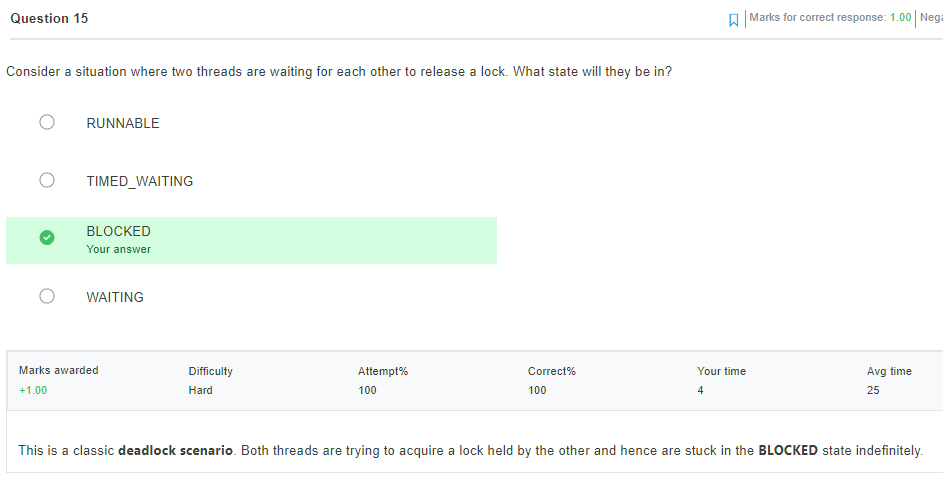 Question 15
Marks for correct response: 1.00 Nega
Consider a situation where two threads are waiting for each other to release a lock. What state will they be in?
RUNNABLE
TIMED_WAITING
BLOCKED
Your answer
WAITING
Marks awarded Difficulty Attempt% Correct% Your time Avg time
+1.00 Hard 100 100 4 25
This is a classic deadlock scenario. Both threads are trying to acquire a lock held by the other and hence are stuck in the BLOCKED state indefinitely.